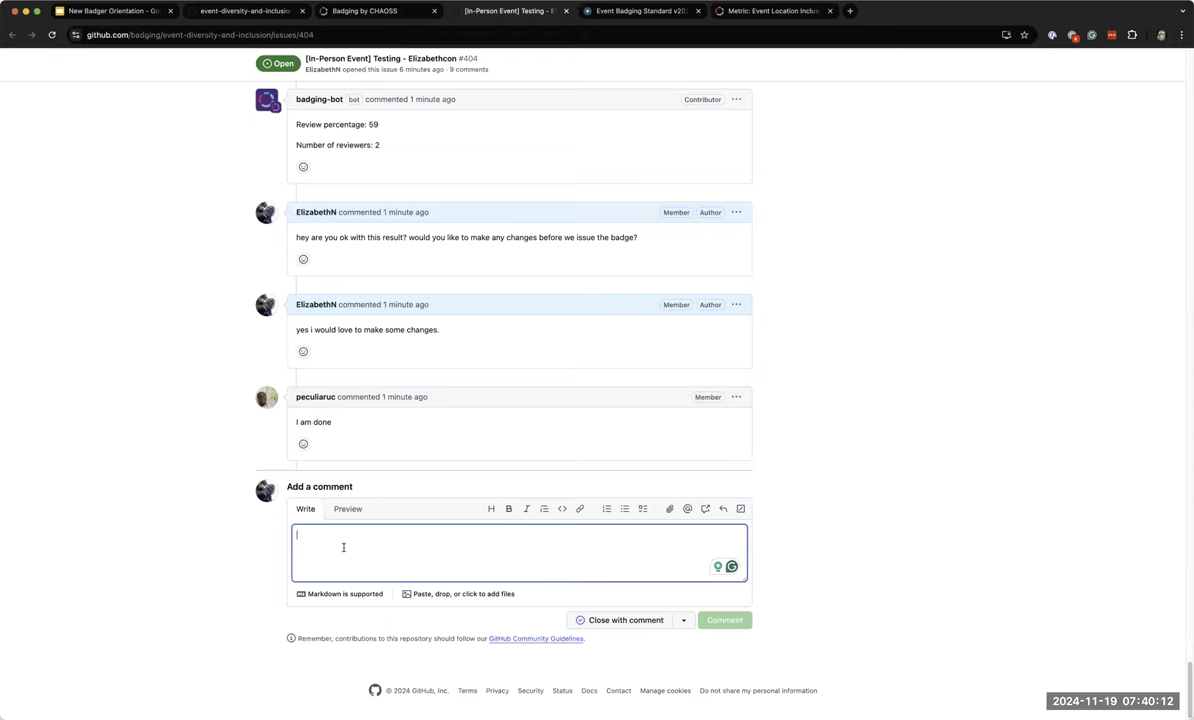 New Badger Orientation - Go
event-diversity-and-inclusion
Badging by CHAOSS
[In-Person Event] Testing - E
Event Badging Standard v202
Metric: Event Location Inclus
github.com/badging/event-diversity-and-inclusion/issues/404
Open
[In-Person Event] Testing - Elizabethcon #404
ElizabethN opened this issue 6 minutes ago · 9 comments
badging-bot bot commented 1 minute ago
Contributor
Review percentage: 59
Number of reviewers: 2
ElizabethN commented 1 minute ago
Member Author
hey are you ok with this result? would you like to make any changes before we issue the badge?
ElizabethN commented 1 minute ago
Member Author
yes i would love to make some changes.
peculiaruc commented 1 minute ago
Member
I am done
Add a comment
Write Preview
Markdown is supported
Paste, drop, or click to add files
Close with comment
Comment
Remember, contributions to this repository should follow our GitHub Community Guidelines.
© 2024 GitHub, Inc. Terms Privacy Security Status Docs Contact Manage cookies Do not share my personal information
2024-11-19 07:40:12